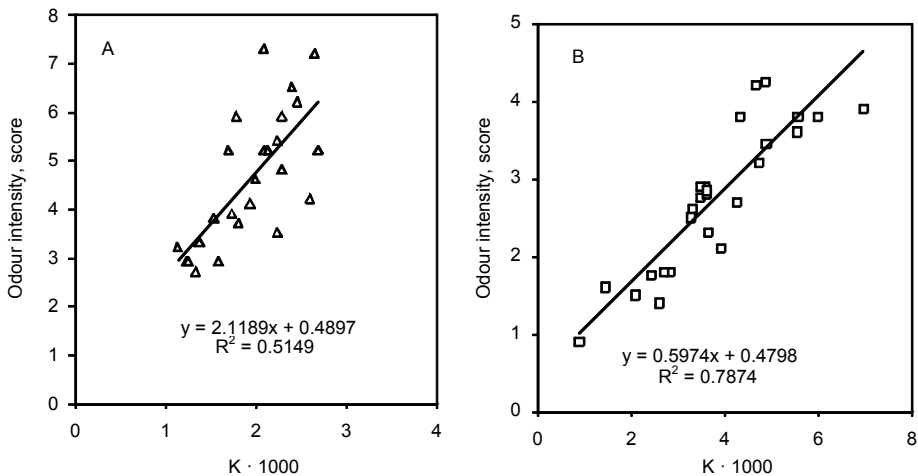 A
Odour intensity, score
8
7
6
5
4
3
2
1
0
y = 2.1189x + 0.4897
R² = 0.5149
0 1 2 3 4
K · 1000
B
Odour intensity, score
5
4
3
2
1
0
y = 0.5974x + 0.4798
R² = 0.7874
0 2 4 6 8
K · 1000